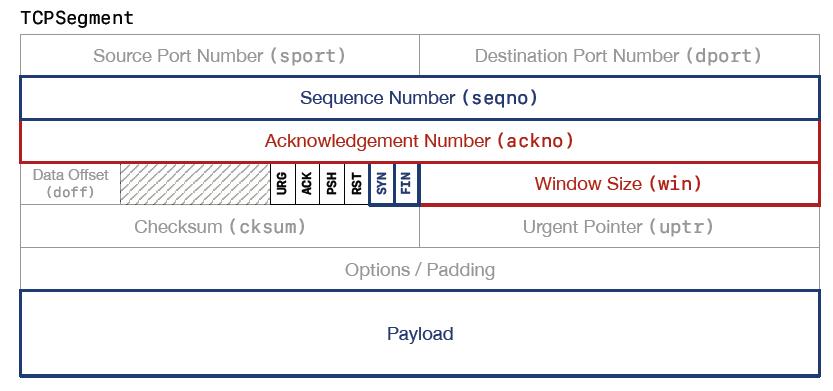 TCPSegment
Source Port Number (sport) Destination Port Number (dport)
Sequence Number (seqno)
Acknowledgement Number (ackno)
Data Offset (doff) URG ACK PSH RST SYN FIN Window Size (win)
Checksum (cksum) Urgent Pointer (uptr)
Options / Padding
Payload